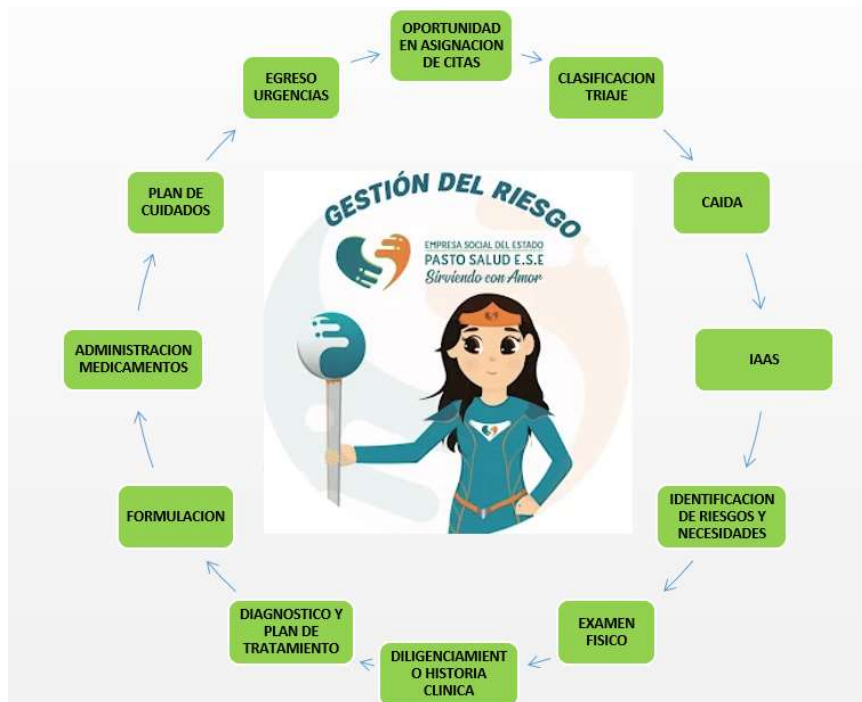 OPORTUNIDAD
EN ASIGNACION
DE CITAS
CLASIFICACION
TRIAJE
CAIDA
IAAS
IDENTIFICACION
DE RIESGOS Y
NECESIDADES
EXAMEN
FISICO
DILIGENCIAMIENT
O HISTORIA
CLINICA
DIAGNOSTICO Y
PLAN DE
TRATAMIENTO
FORMULACION
ADMINISTRACION
MEDICAMENTOS
PLAN DE
CUIDADOS
EGRESO
URGENCIAS
GESTIÓN DEL RIESGO
EMPRESA SOCIAL DEL ESTADO
PASTO SALUD E.S.E
Sirviendo con Amor